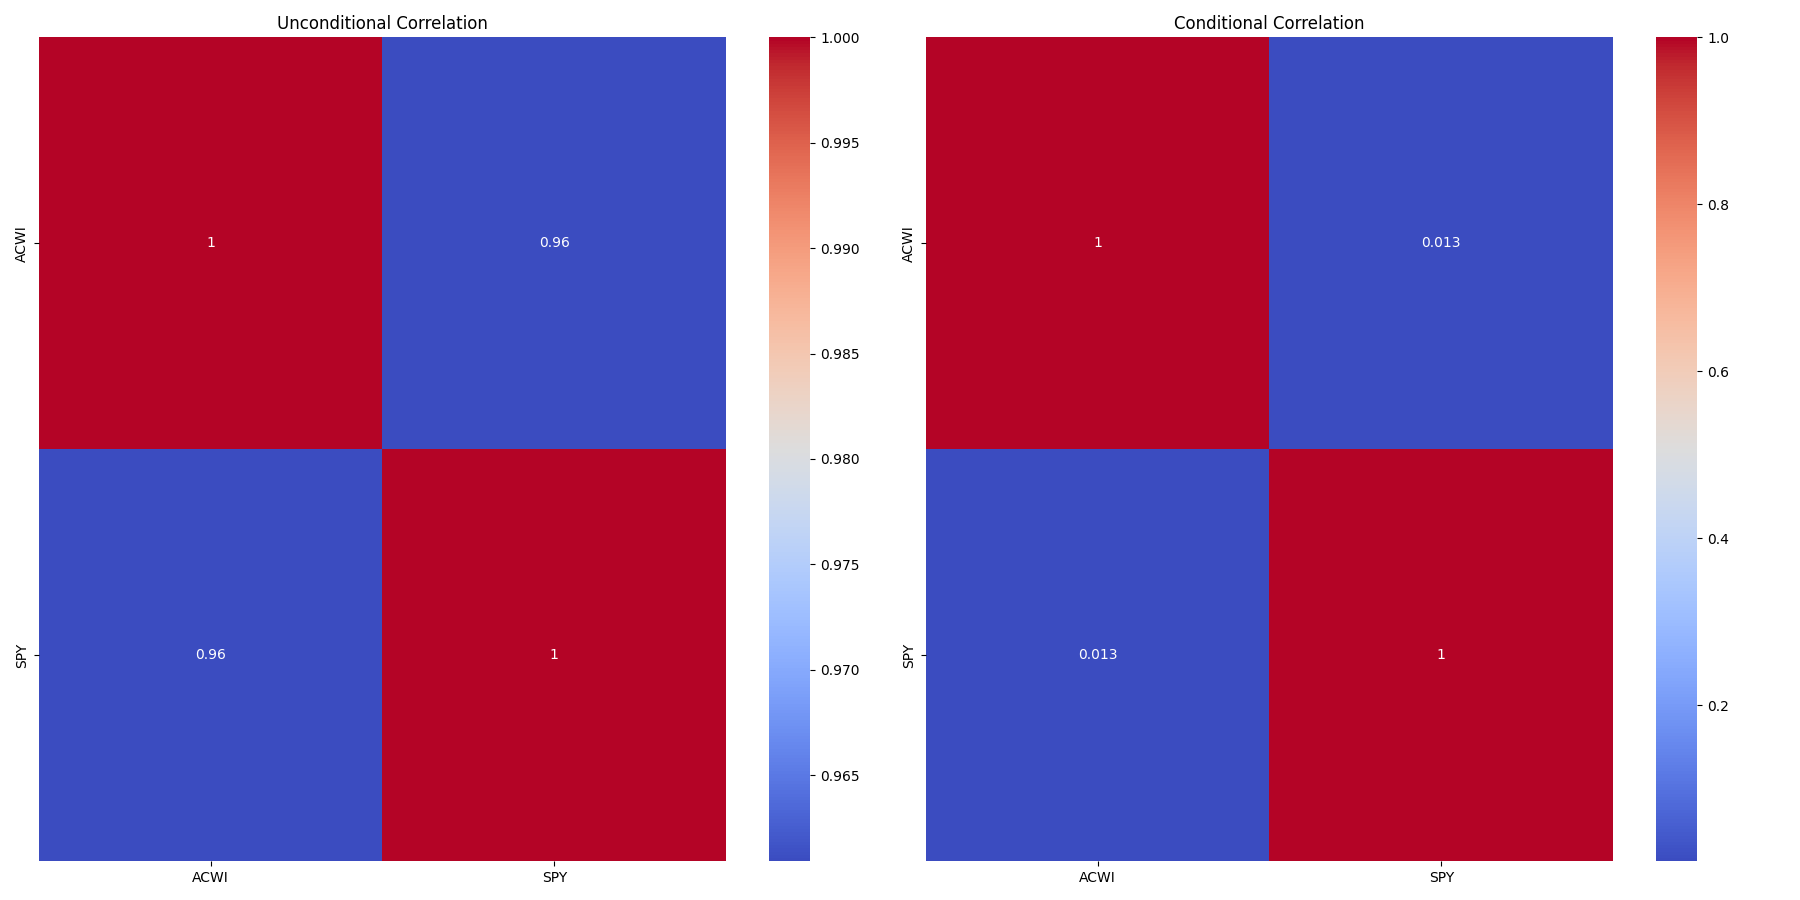 Unconditional Correlation
ACWI
SPY
1
0.96
0.96
1
ACWI
SPY
1.000
0.995
0.990
0.985
0.980
0.975
0.970
0.965
Conditional Correlation
ACWI
SPY
1
0.013
0.013
1
ACWI
SPY
1.0
0.8
0.6
0.4
0.2